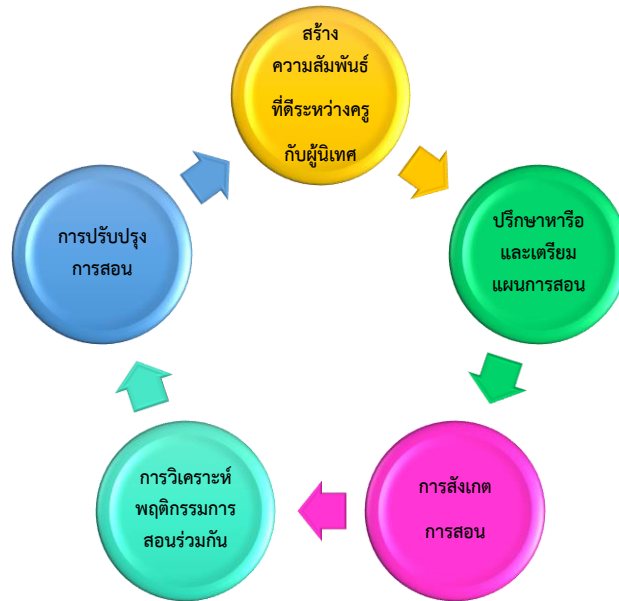 สร้าง
ความสัมพันธ์
ที่ดีระหว่างครู
กับผู้นิเทศ
ปรึกษาหารือ
และเตรียม
แผนการสอน
การสังเกต
การสอน
การวิเคราะห์
พฤติกรรมการ
สอนร่วมกัน
การปรับปรุง
การสอน